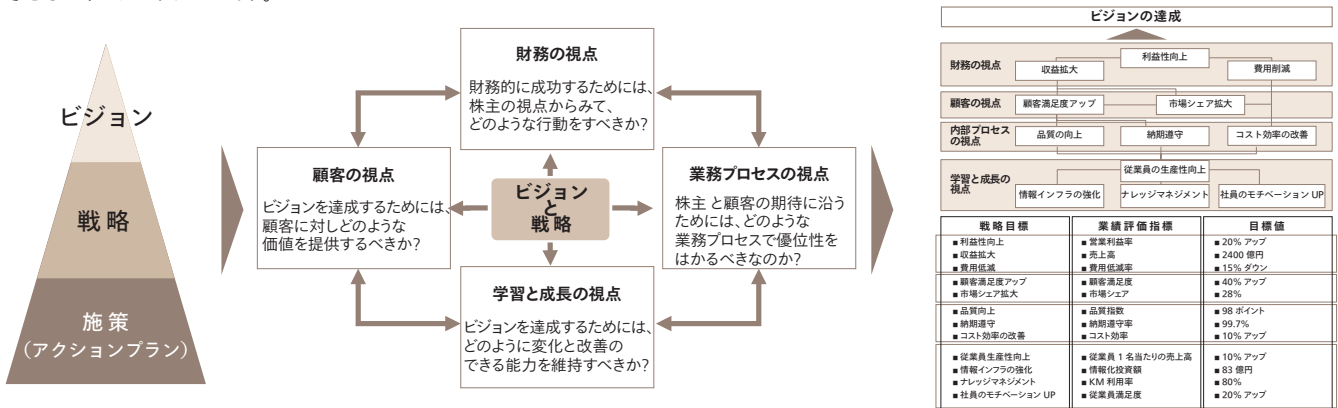 ビジョン
戦略
施策
(アクションプラン)
財務の視点
財務的に成功するためには、
株主の視点からみて、
どのような行動をすべきか?
顧客の視点
ビジョンを達成するためには、
顧客に対しどのような
価値を提供するべきか?
ビジョン
と
戦略
業務プロセスの視点
株主と顧客の期待に沿う
ためには、どのような
業務プロセスで優位性を
はかるべきなのか?
学習と成長の視点
ビジョンを達成するためには、
どのように変化と改善の
できる能力を維持すべきか?
ビジョンの達成
財務の視点
利益性向上
収益拡大
費用削減
顧客の視点
顧客満足度アップ
市場シェア拡大
内部プロセス
の視点
品質の向上
納期遵守
コスト効率の改善
学習と成長の
視点
従業員の生産性向上
情報インフラの強化
ナレッジマネジメント
社員のモチベーションUP
戦略目標 業績評価指標 目標値
■ 利益性向上 ■ 営業利益率 ■ 20% アップ
■ 収益拡大 ■ 売上高 ■ 2400 億円
■ 費用低減 ■ 費用低減率 ■ 15% ダウン
■ 顧客満足度アップ ■ 顧客満足度 ■ 40% アップ
■ 市場シェア拡大 ■ 市場シェア ■ 28%
■ 品質向上 ■ 品質指数 ■ 98 ポイント
■ 納期遵守 ■ 納期遵守率 ■ 99.7%
■ コスト効率の改善 ■ コスト効率 ■ 10% アップ
■ 従業員生産性向上 ■ 従業員 1 名当たりの売上高 ■ 10% アップ
■ 情報インフラの強化 ■ 情報化投資額 ■ 83 億円
■ ナレッジマネジメント ■ KM 利用率 ■ 80%
■ 社員のモチベーション UP ■ 従業員満足度 ■ 20% アップ